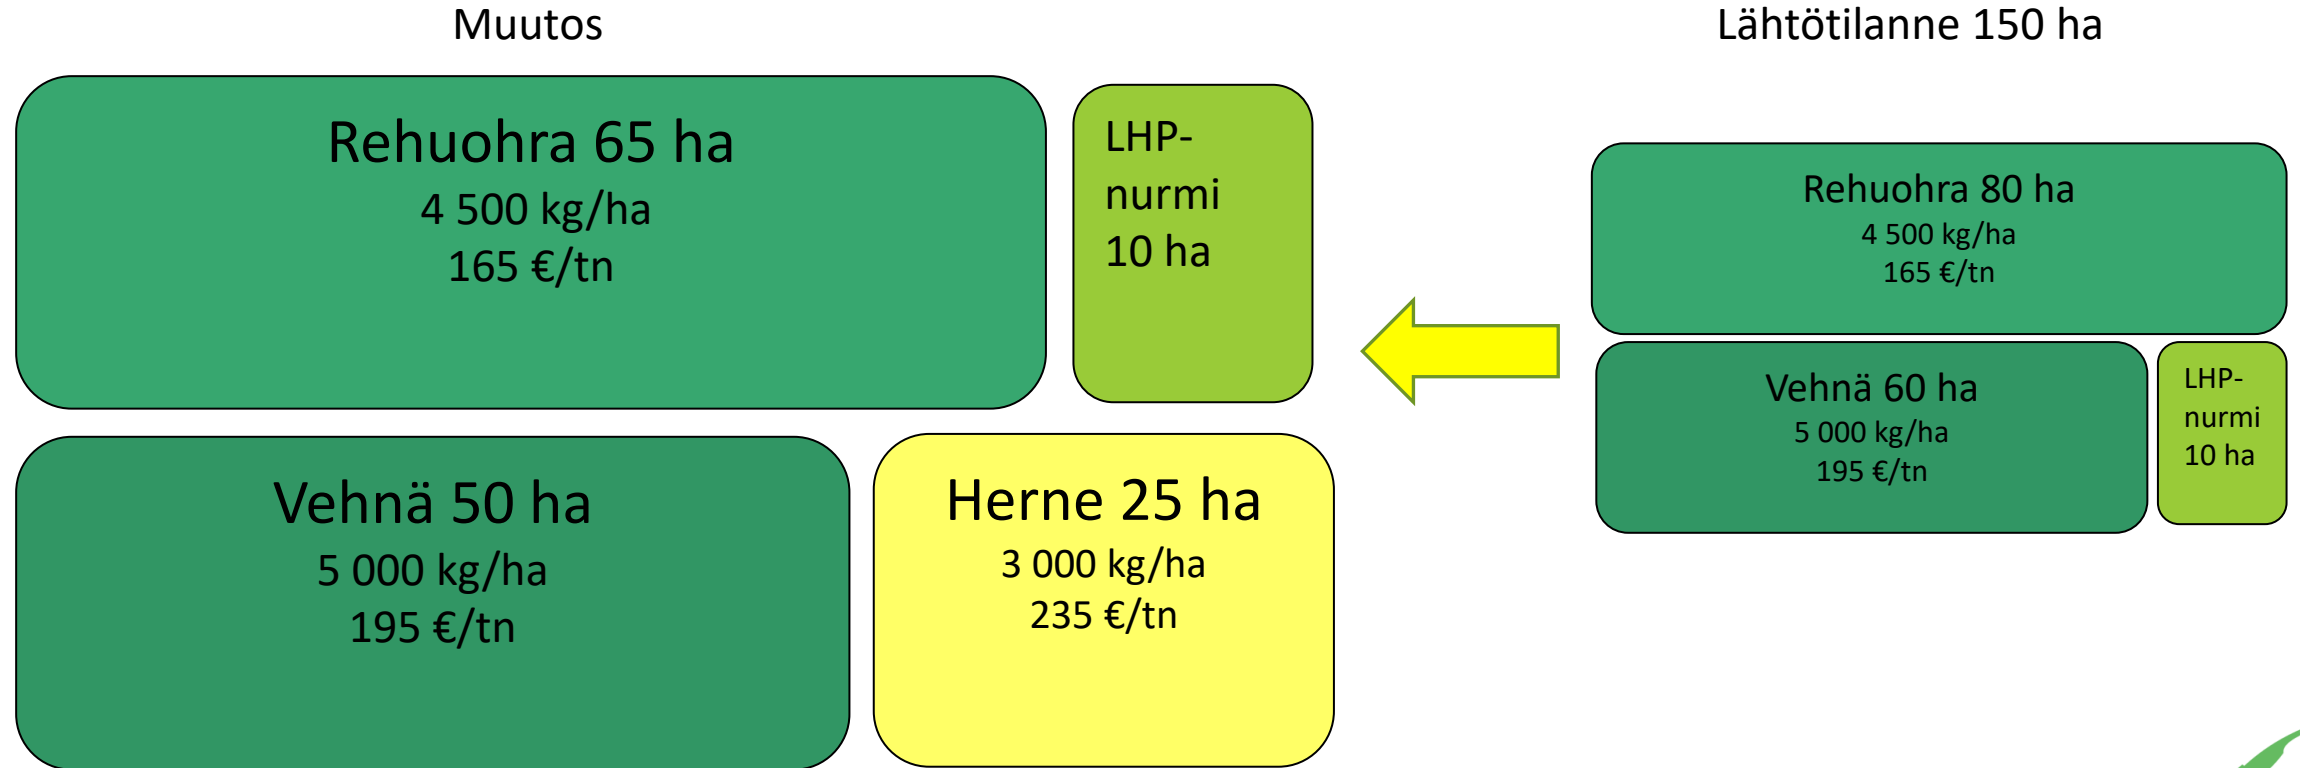 Muutos
Rehuohra 65 ha
4 500 kg/ha
165 €/tn
LHP-
nurmi
10 ha
Vehnä 50 ha
5 000 kg/ha
195 €/tn
Herne 25 ha
3 000 kg/ha
235 €/tn
Lähtötilanne 150 ha
Rehuohra 80 ha
4 500 kg/ha
165 €/tn
Vehnä 60 ha
5 000 kg/ha
195 €/tn
LHP-
nurmi
10 ha